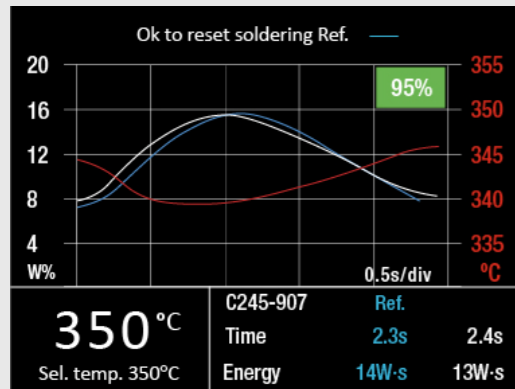 Ok to reset soldering Ref.
20 355
95%
16 350
12 345
8 340
4 335
W% 0.5s/div ºC
350°C
Sel. temp. 350ºC
C245-907 Ref.
Time 2.3s 2.4s
Energy 14W·s 13W·s